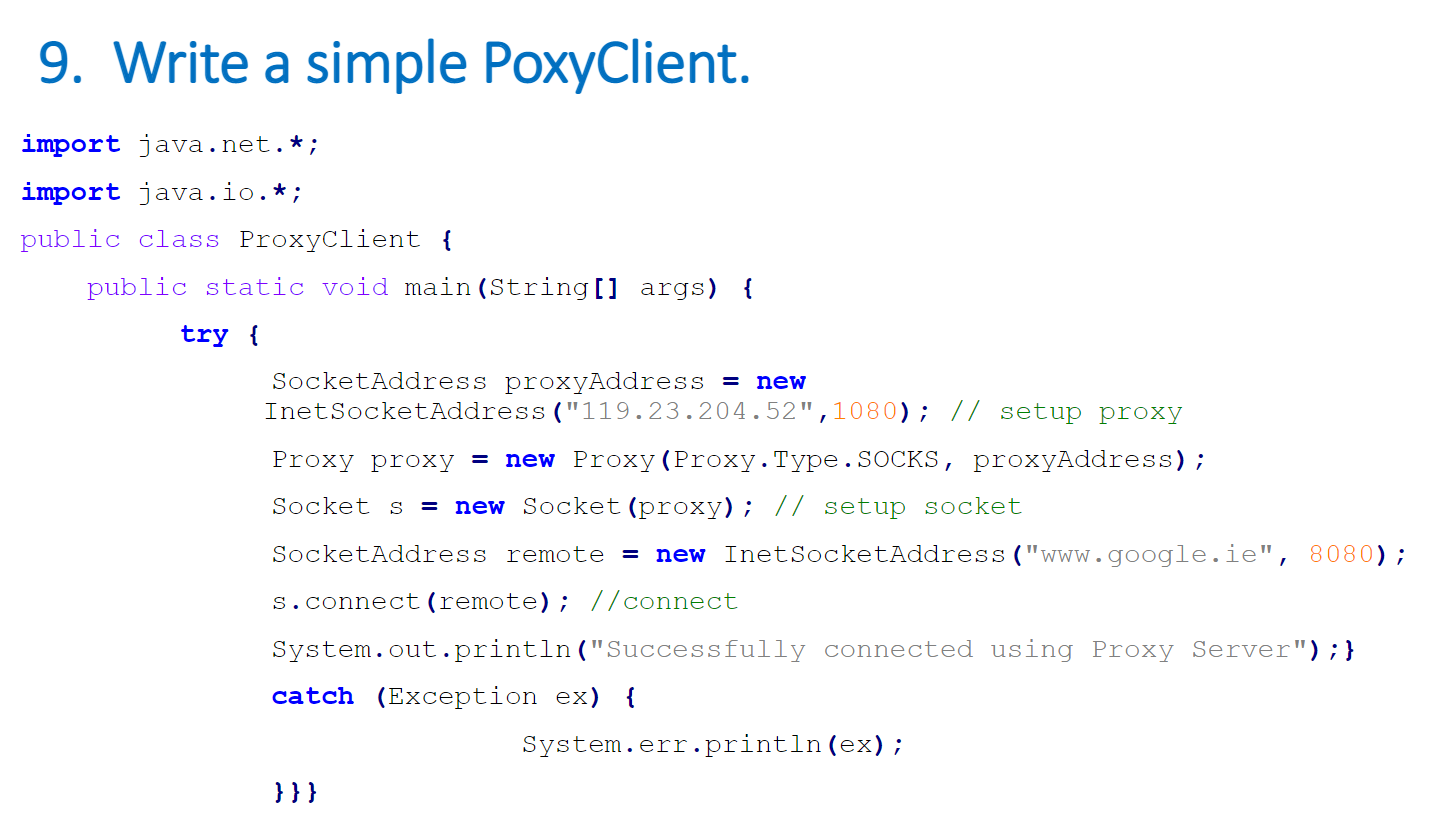 9. Write a simple PoxyClient.
import java.net.*;
import java.io.*;
public class ProxyClient {
public static void main(String[] args) {
try {
SocketAddress proxyAddress = new
InetSocketAddress("119.23.204.52",1080); // setup proxy
Proxy proxy = new Proxy(Proxy.Type.SOCKS, proxyAddress);
Socket s = new Socket(proxy); // setup socket
SocketAddress remote = new InetSocketAddress("www.google.ie", 8080);
s.connect(remote); //connect
System.out.println("Successfully connected using Proxy Server");}
catch (Exception ex) {
System.err.println(ex);
}}}